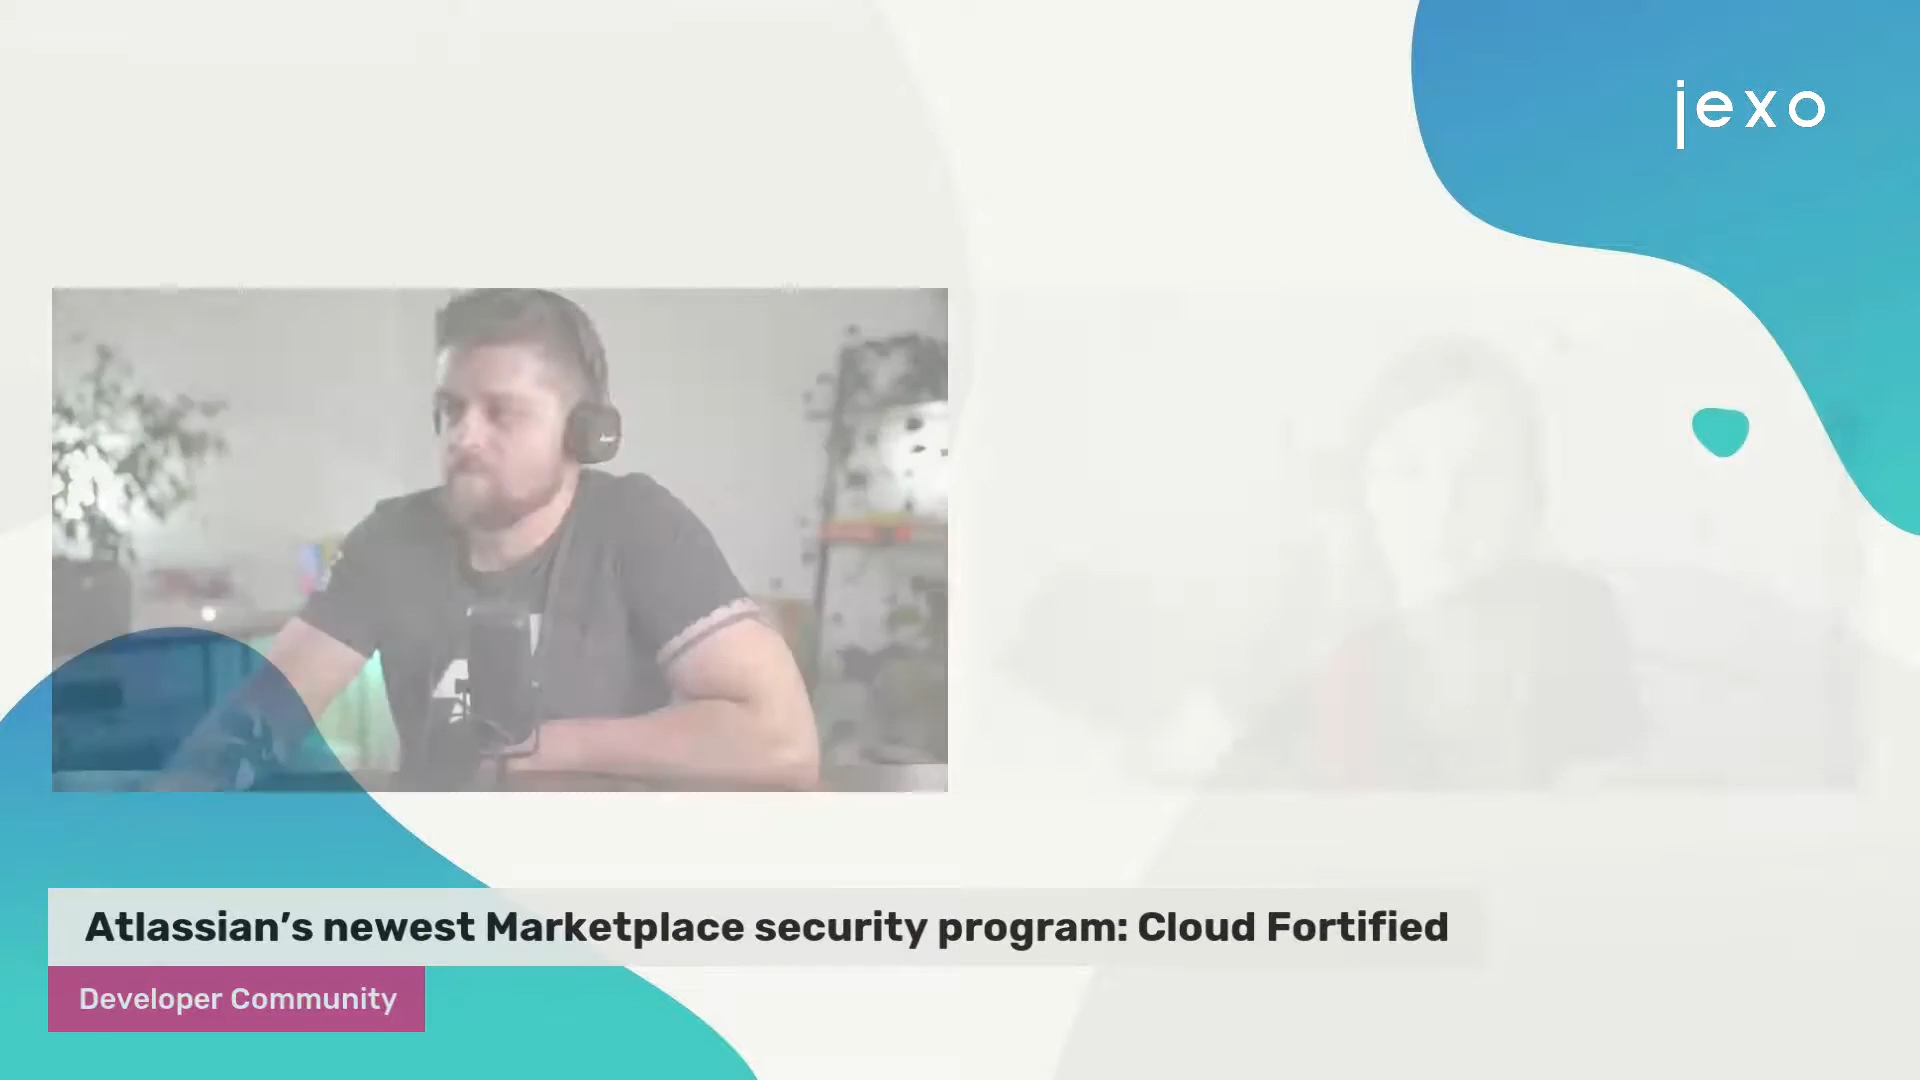 jexo
Atlassian’s newest Marketplace security program: Cloud Fortified
Developer Community